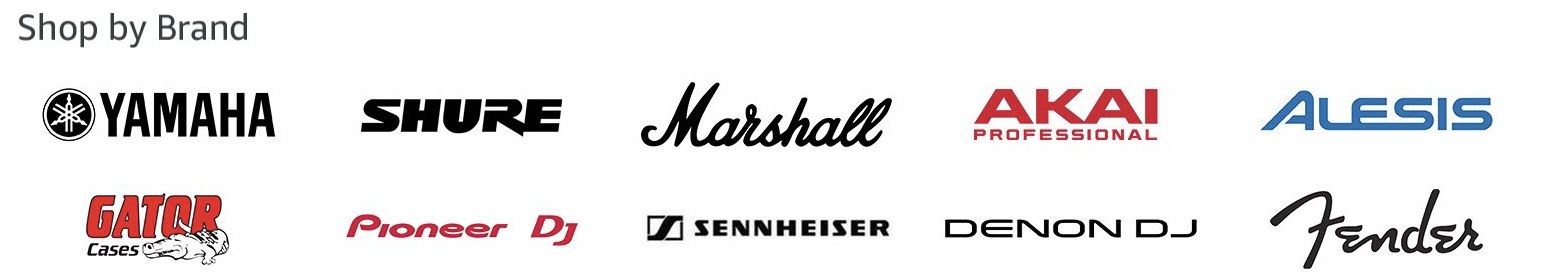 Shop by Brand
YAMAHA
SHURE
Marshall
AKAI
PROFESSIONAL
ALESIS
GATOR
Cases
Pioneer Dj
SENNHEISER
DENON DJ
Fender